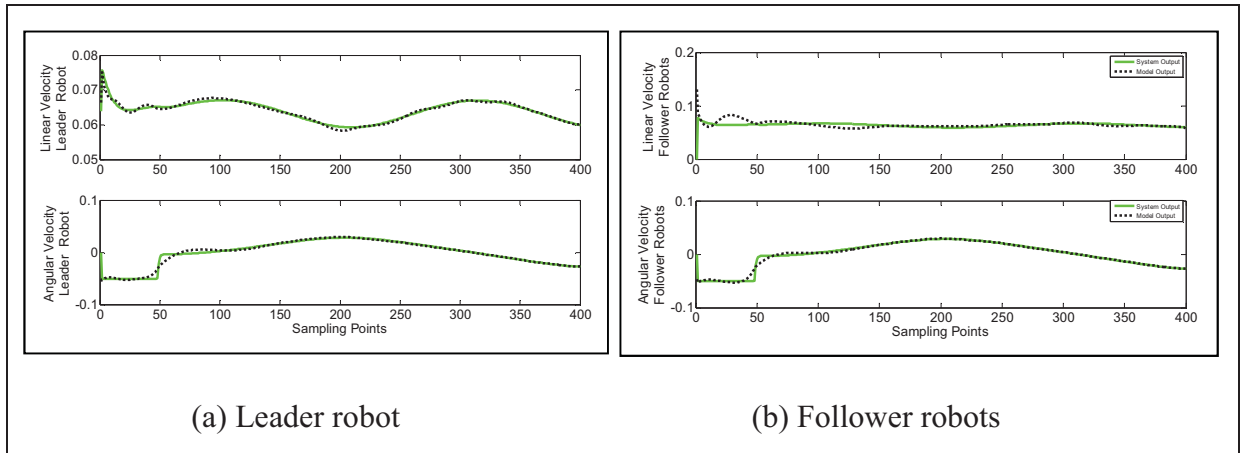 0.08
0.07
0.06
0.05
Linear Velocity
Leader Robot
0 50 100 150 200 250 300 350 400
0.1
0
-0.1
Angular Velocity
Leader Robot
0 50 100 150 200 250 300 350 400
Sampling Points
(a) Leader robot
0.2
0.1
0
Linear Velocity
Follower Robots
System Output
Model Output
0 50 100 150 200 250 300 350 400
0.1
0
-0.1
Angular Velocity
Follower Robots
System Output
Model Output
0 50 100 150 200 250 300 350 400
Sampling Points
(b) Follower robots